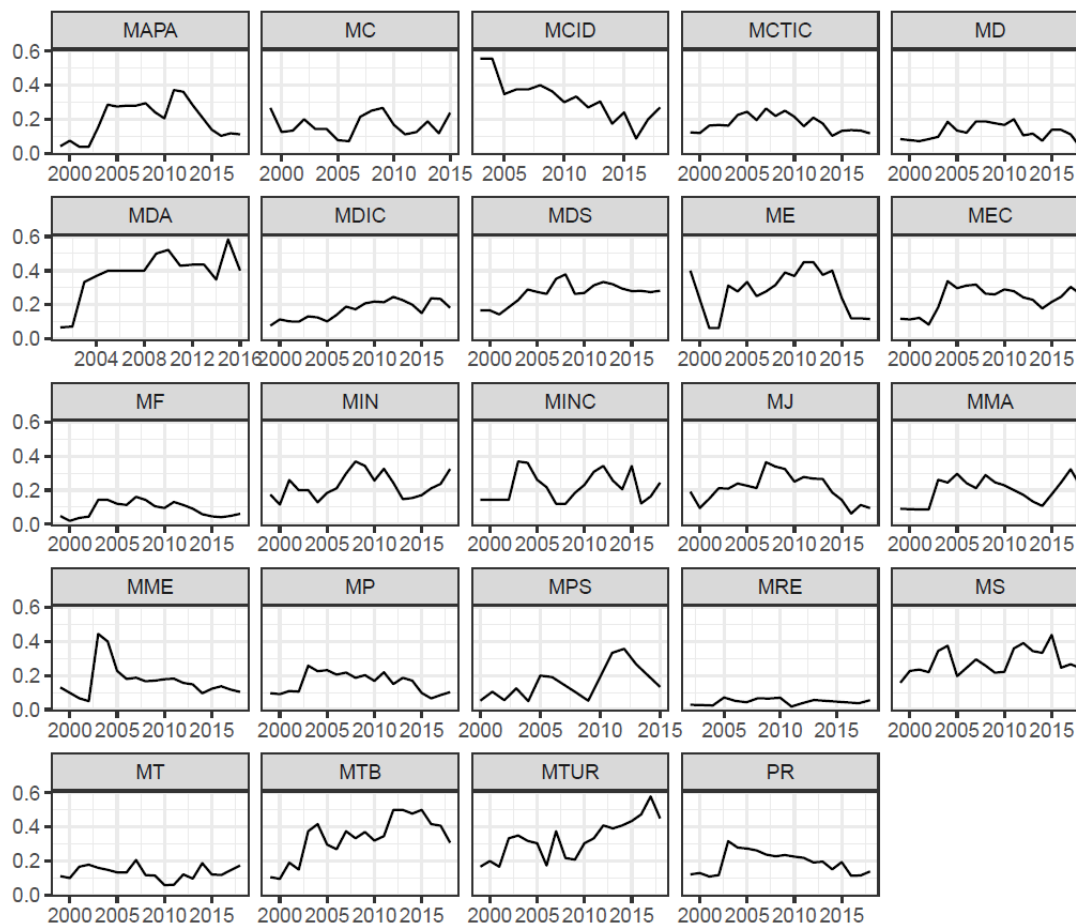 MAPA MC MCID MCTIC MD
0.6
0.4
0.2
0.0
2000 2005 2010 2015 2000 2005 2010 2015 2005 2010 2015 2000 2005 2010 2015 2000 2005 2010 2015
MDA MDIC MDS ME MEC
0.6
0.4
0.2
0.0
2004 2008 2012 2016 2000 2005 2010 2015 2000 2005 2010 2015 2000 2005 2010 2015 2000 2005 2010 2015
MF MIN MINC MJ MMA
0.6
0.4
0.2
0.0
2000 2005 2010 2015 2000 2005 2010 2015 2000 2005 2010 2015 2000 2005 2010 2015 2000 2005 2010 2015
MME MP MPS MRE MS
0.6
0.4
0.2
0.0
2000 2005 2010 2015 2000 2005 2010 2015 2000 2005 2010 2015 2005 2010 2015 2000 2005 2010 2015
MT MTB MTUR PR
0.6
0.4
0.2
0.0
2000 2005 2010 2015 2000 2005 2010 2015 2000 2005 2010 2015 2000 2005 2010 2015